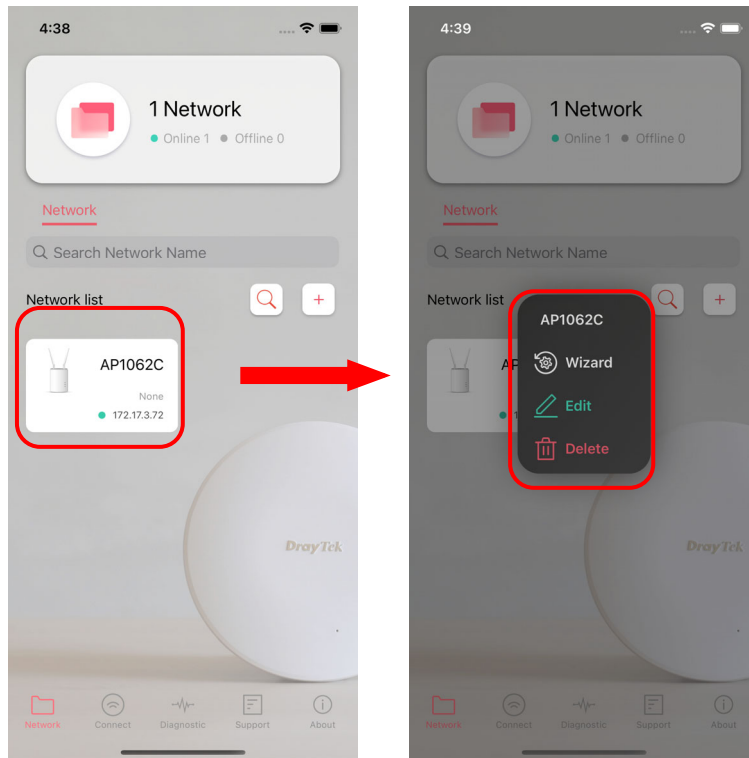 4:38
1 Network
Online 1 Offline 0
Network
Search Network Name
Network list
AP1062C
None
172.17.3.72
DrayTek
Network Connect Diagnostic Support About
4:39
1 Network
Online 1 Offline 0
Network
Search Network Name
Network list
AP1062C
AP
Wizard
Edit
1
Delete
DrayTek
Network Connect Diagnostic Support About